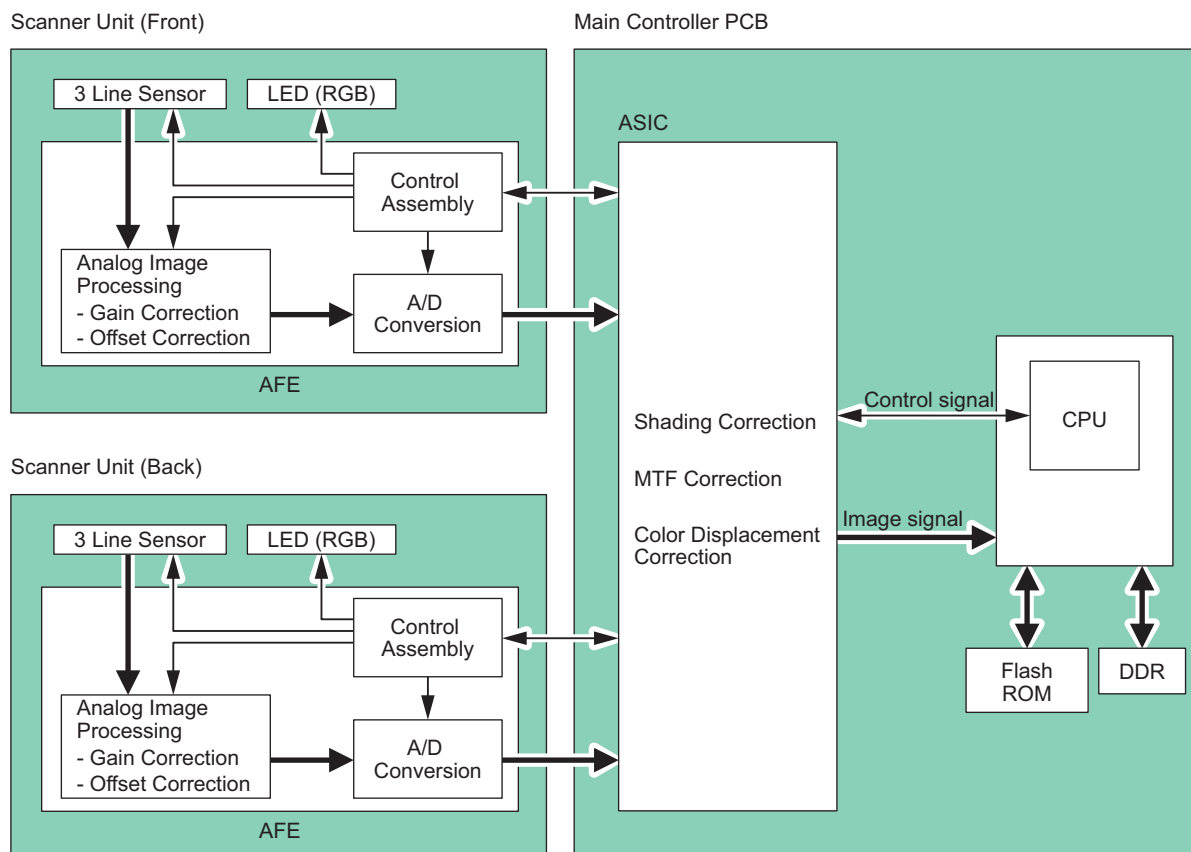 Scanner Unit (Front)
3 Line Sensor
LED (RGB)
Control
Assembly
Analog Image
Processing
- Gain Correction
- Offset Correction
A/D
Conversion
AFE
Scanner Unit (Back)
3 Line Sensor
LED (RGB)
Control
Assembly
Analog Image
Processing
- Gain Correction
- Offset Correction
A/D
Conversion
AFE
Main Controller PCB
ASIC
Shading Correction
MTF Correction
Color Displacement
Correction
Control signal
Image signal
CPU
Flash
ROM
DDR